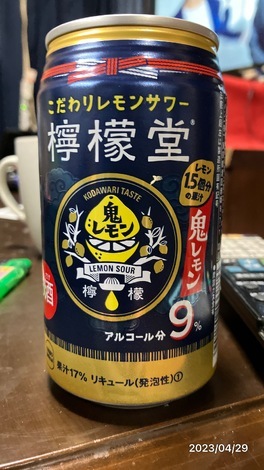 こだわりレモンサワー
檸檬堂®
レモン
1.5個分
の果汁
KODAWARI TASTE
鬼
レモン
LEMON SOUR
檸檬
鬼レモン
酒
アルコール分
9%
果汁17% リキュール(発泡性)①
2023/04/29